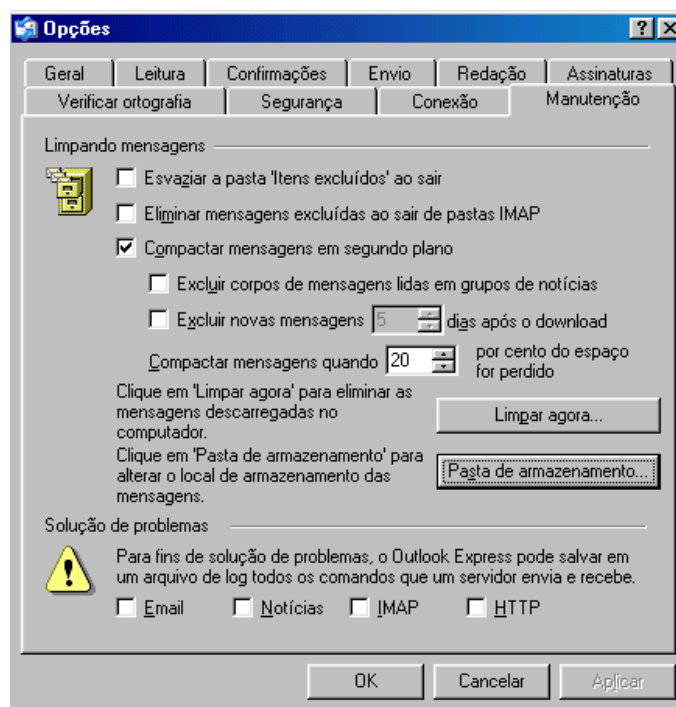 Opções
Geral Leitura Confirmações Envio Redação Assinaturas
Verificar ortografia Segurança Conexão Manutenção
Limpando mensagens
Esvaziar a pasta 'Itens excluídos' ao sair
Eliminar mensagens excluídas ao sair de pastas IMAP
Compactar mensagens em segundo plano
Excluir corpos de mensagens lidas em grupos de notícias
Excluir novas mensagens 5 dias após o download
Compactar mensagens quando 20 por cento do espaço
for perdido
Clique em 'Limpar agora' para eliminar as
mensagens descarregadas no
computador.
Limpar agora...
Clique em 'Pasta de armazenamento' para
alterar o local de armazenamento das
mensagens.
Pasta de armazenamento...
Solução de problemas
Para fins de solução de problemas, o Outlook Express pode salvar em
um arquivo de log todos os comandos que um servidor envia e recebe.
Email Notícias IMAP HTTP
OK Cancelar Aplicar